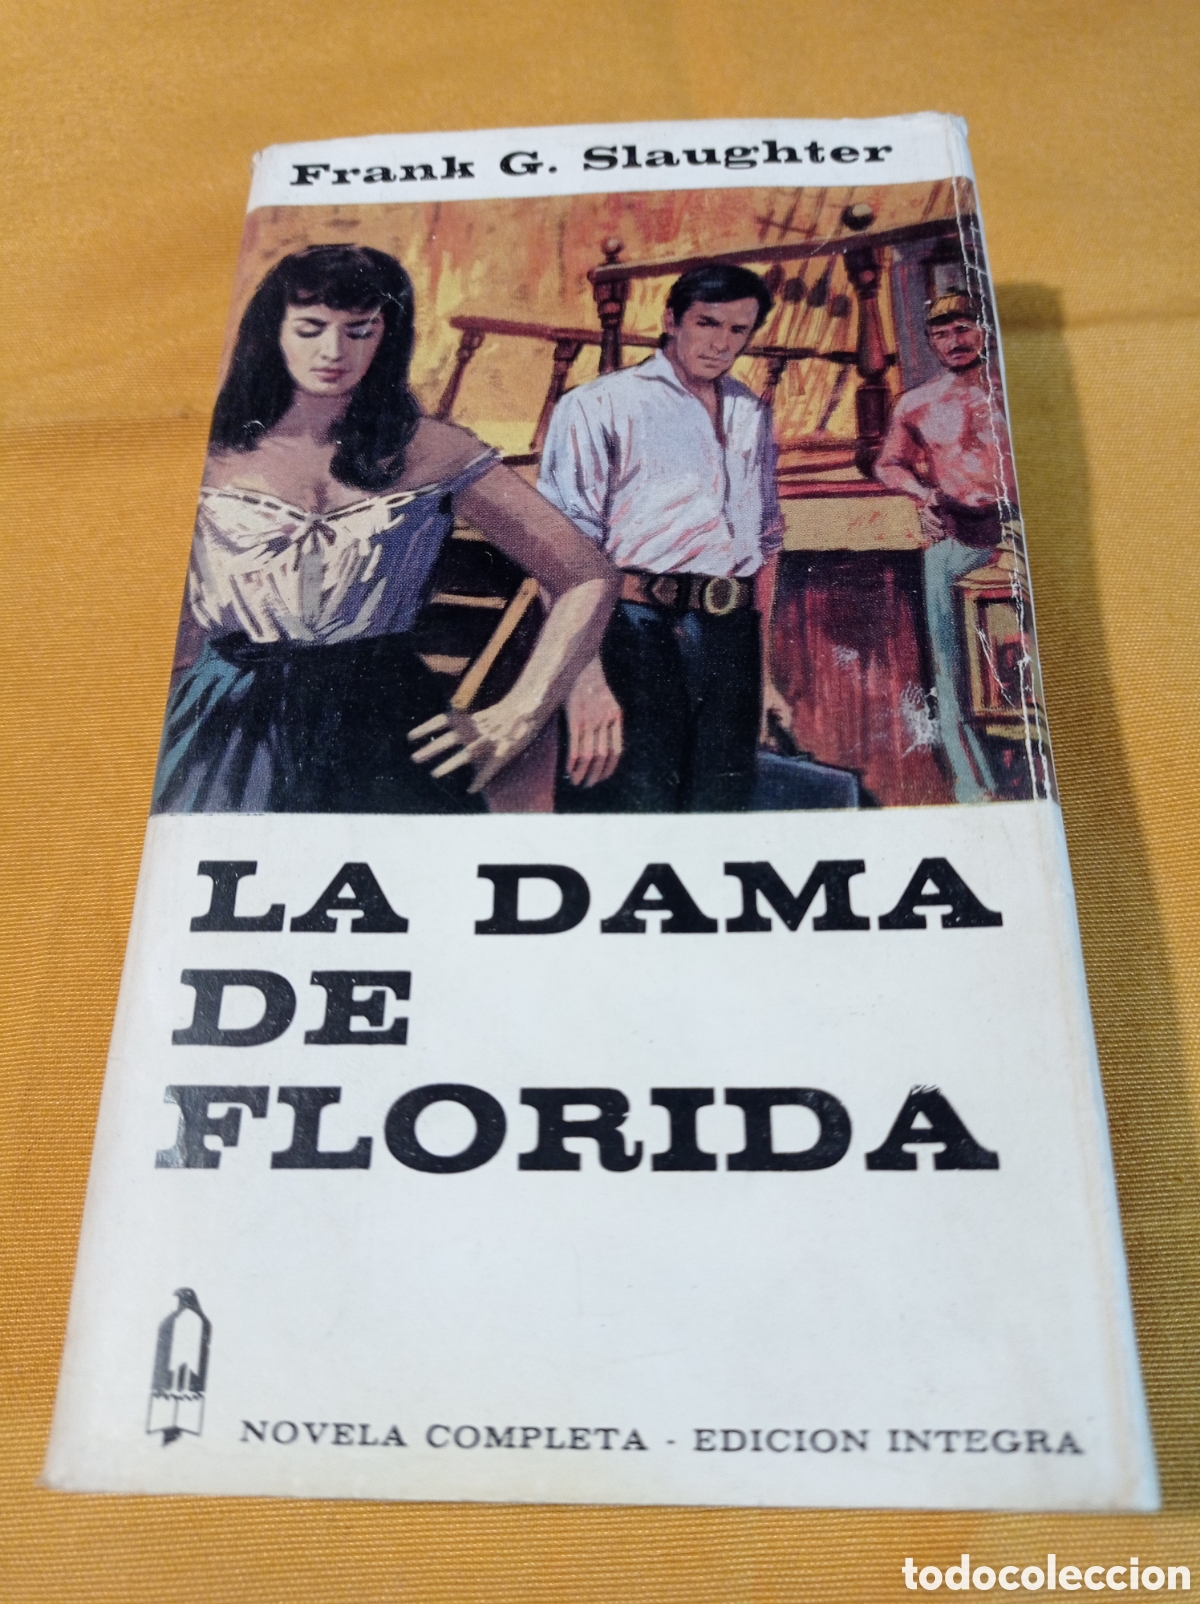 Frank G. Slaughter
LA DAMA
DE
FLORIDA
NOVELA COMPLETA - EDICION INTEGRA
todocoleccion